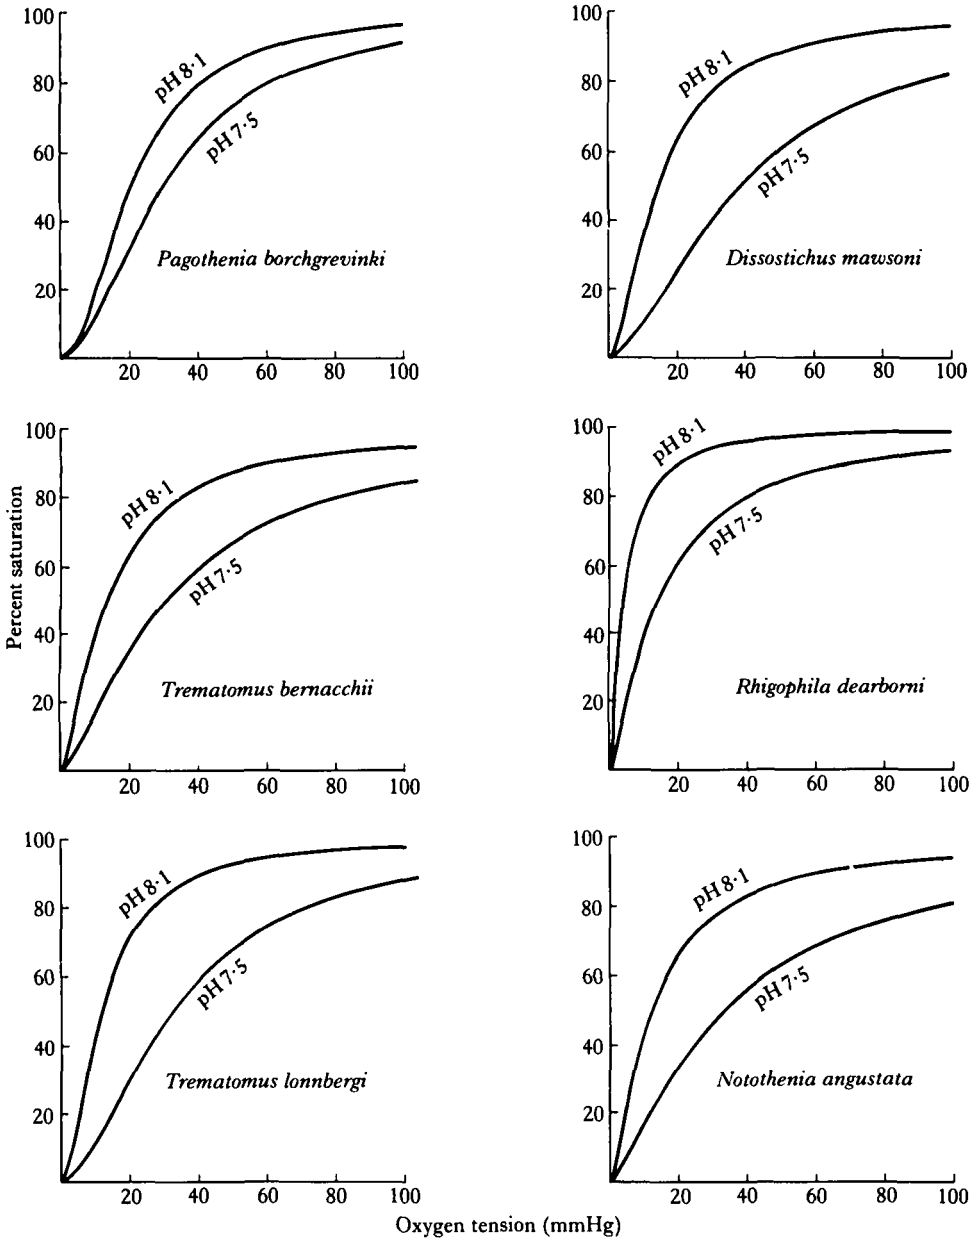 100
80
60
40
20
pH 8·1
pH 7·5
Pagothenia borchgrevinki
20 40 60 80 100
100
80
60
40
20
pH 8·1
pH 7·5
Dissostichus mawsoni
20 40 60 80 100
Percent saturation
100
80
60
40
20
pH 8·1
pH 7·5
Trematomus bernacchii
20 40 60 80 100
100
80
60
40
20
pH 8·1
pH 7·5
Rhigophila dearborni
20 40 60 80 100
100
80
60
40
20
pH 8·1
pH 7·5
Trematomus lonnbergi
20 40 60 80 100
100
80
60
40
20
pH 8·1
pH 7·5
Notothenia angustata
20 40 60 80 100
Oxygen tension (mmHg)